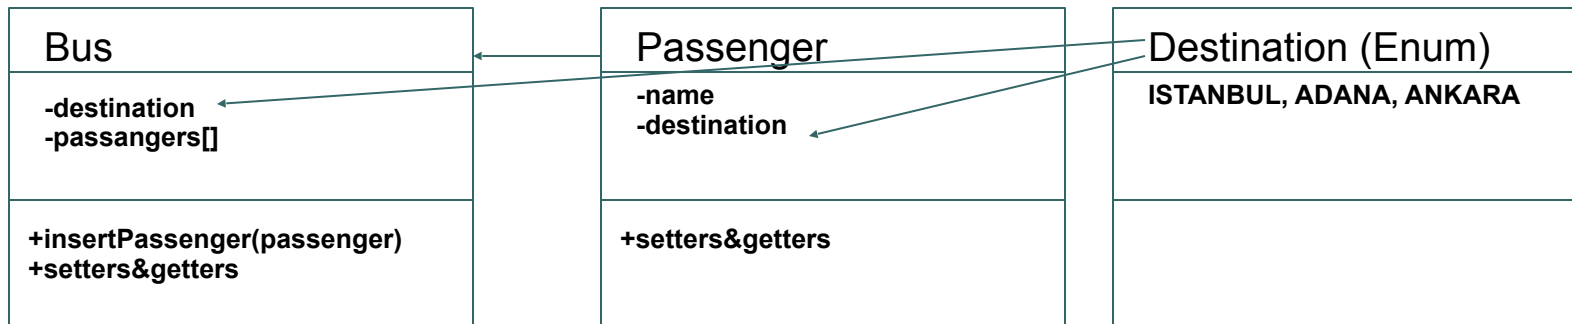 Bus
-destination
-passangers[]
+insertPassenger(passenger)
+setters&getters
Passenger
-name
-destination
+setters&getters
Destination (Enum)
ISTANBUL, ADANA, ANKARA